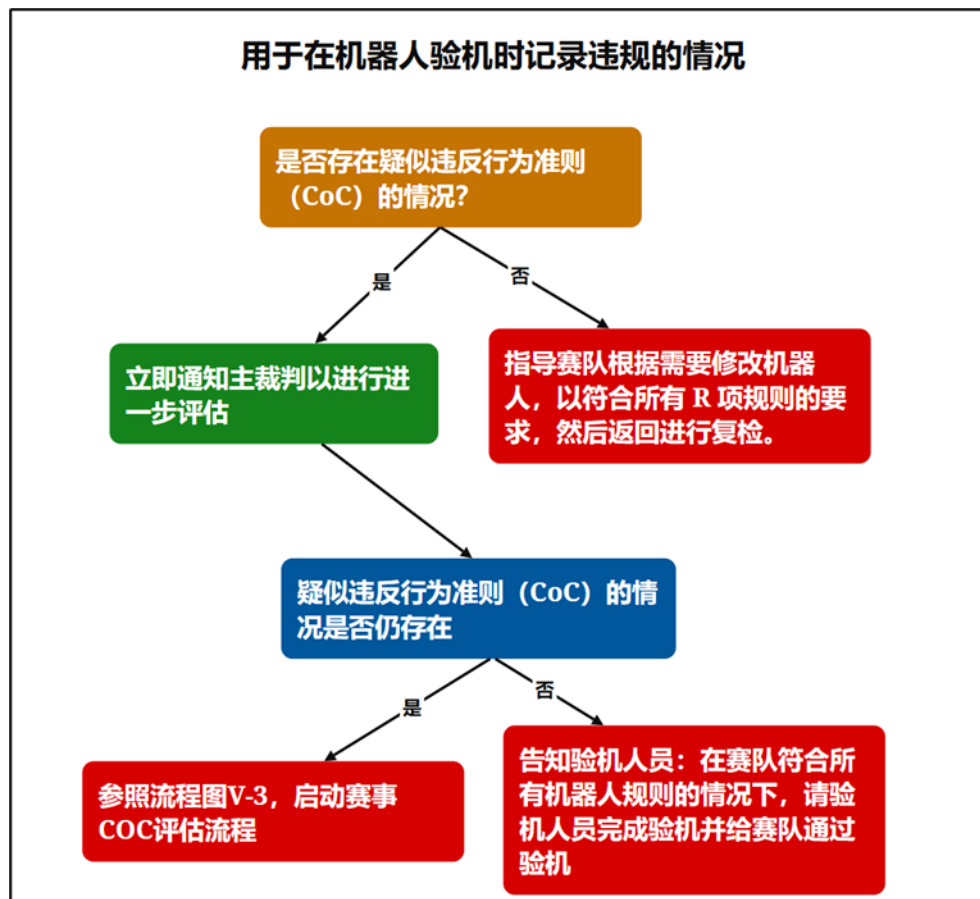 用于在机器人验机时记录违规的情况
是否存在疑似违反行为准则
（CoC）的情况？
是
否
立即通知主裁判以进行进
一步评估
指导赛队根据需要修改机器
人，以符合所有 R 项规则的要
求，然后返回进行复检。
疑似违反行为准则（CoC）的情
况是否仍存在
是
否
参照流程图V-3，启动赛事
COC评估流程
告知验机人员：在赛队符合所
有机器人规则的情况下，请验
机人员完成验机并给赛队通过
验机